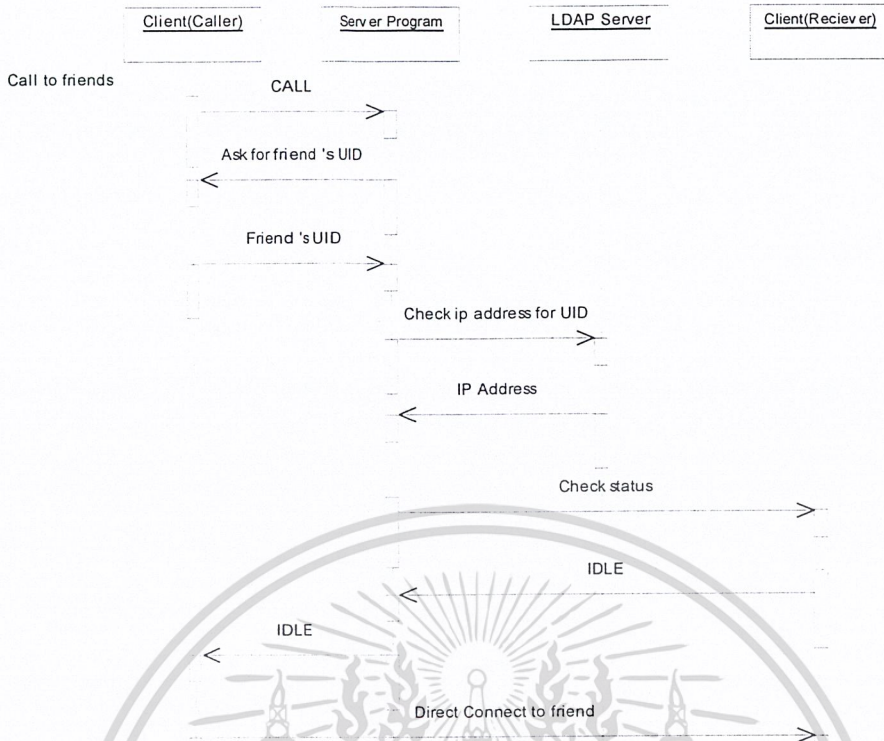 Client(Caller)
Server Program
LDAP Server
Client(Reciever)
Call to friends
CALL
Ask for friend 's UID
Friend 's UID
Check ip address for UID
IP Address
Check status
IDLE
IDLE
Direct Connect to friend